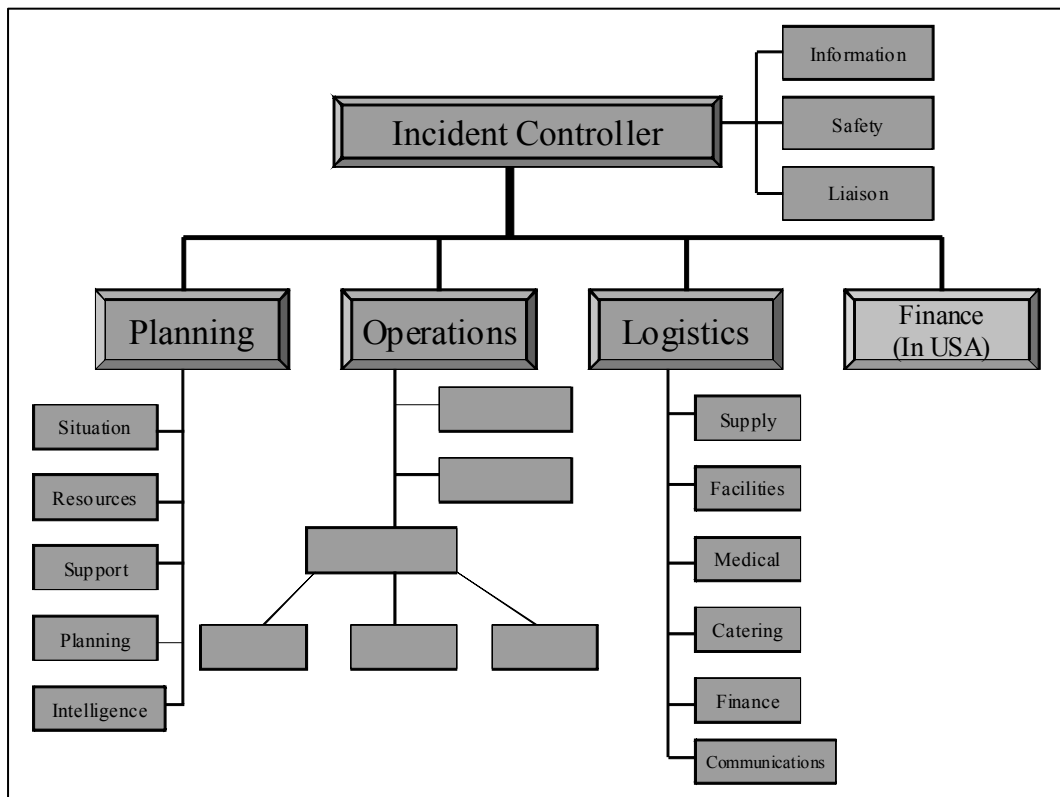 Information
Incident Controller
Safety
Liaison
Planning
Operations
Logistics
Finance
(In USA)
Situation
Resources
Support
Planning
Intelligence
Supply
Facilities
Medical
Catering
Finance
Communications